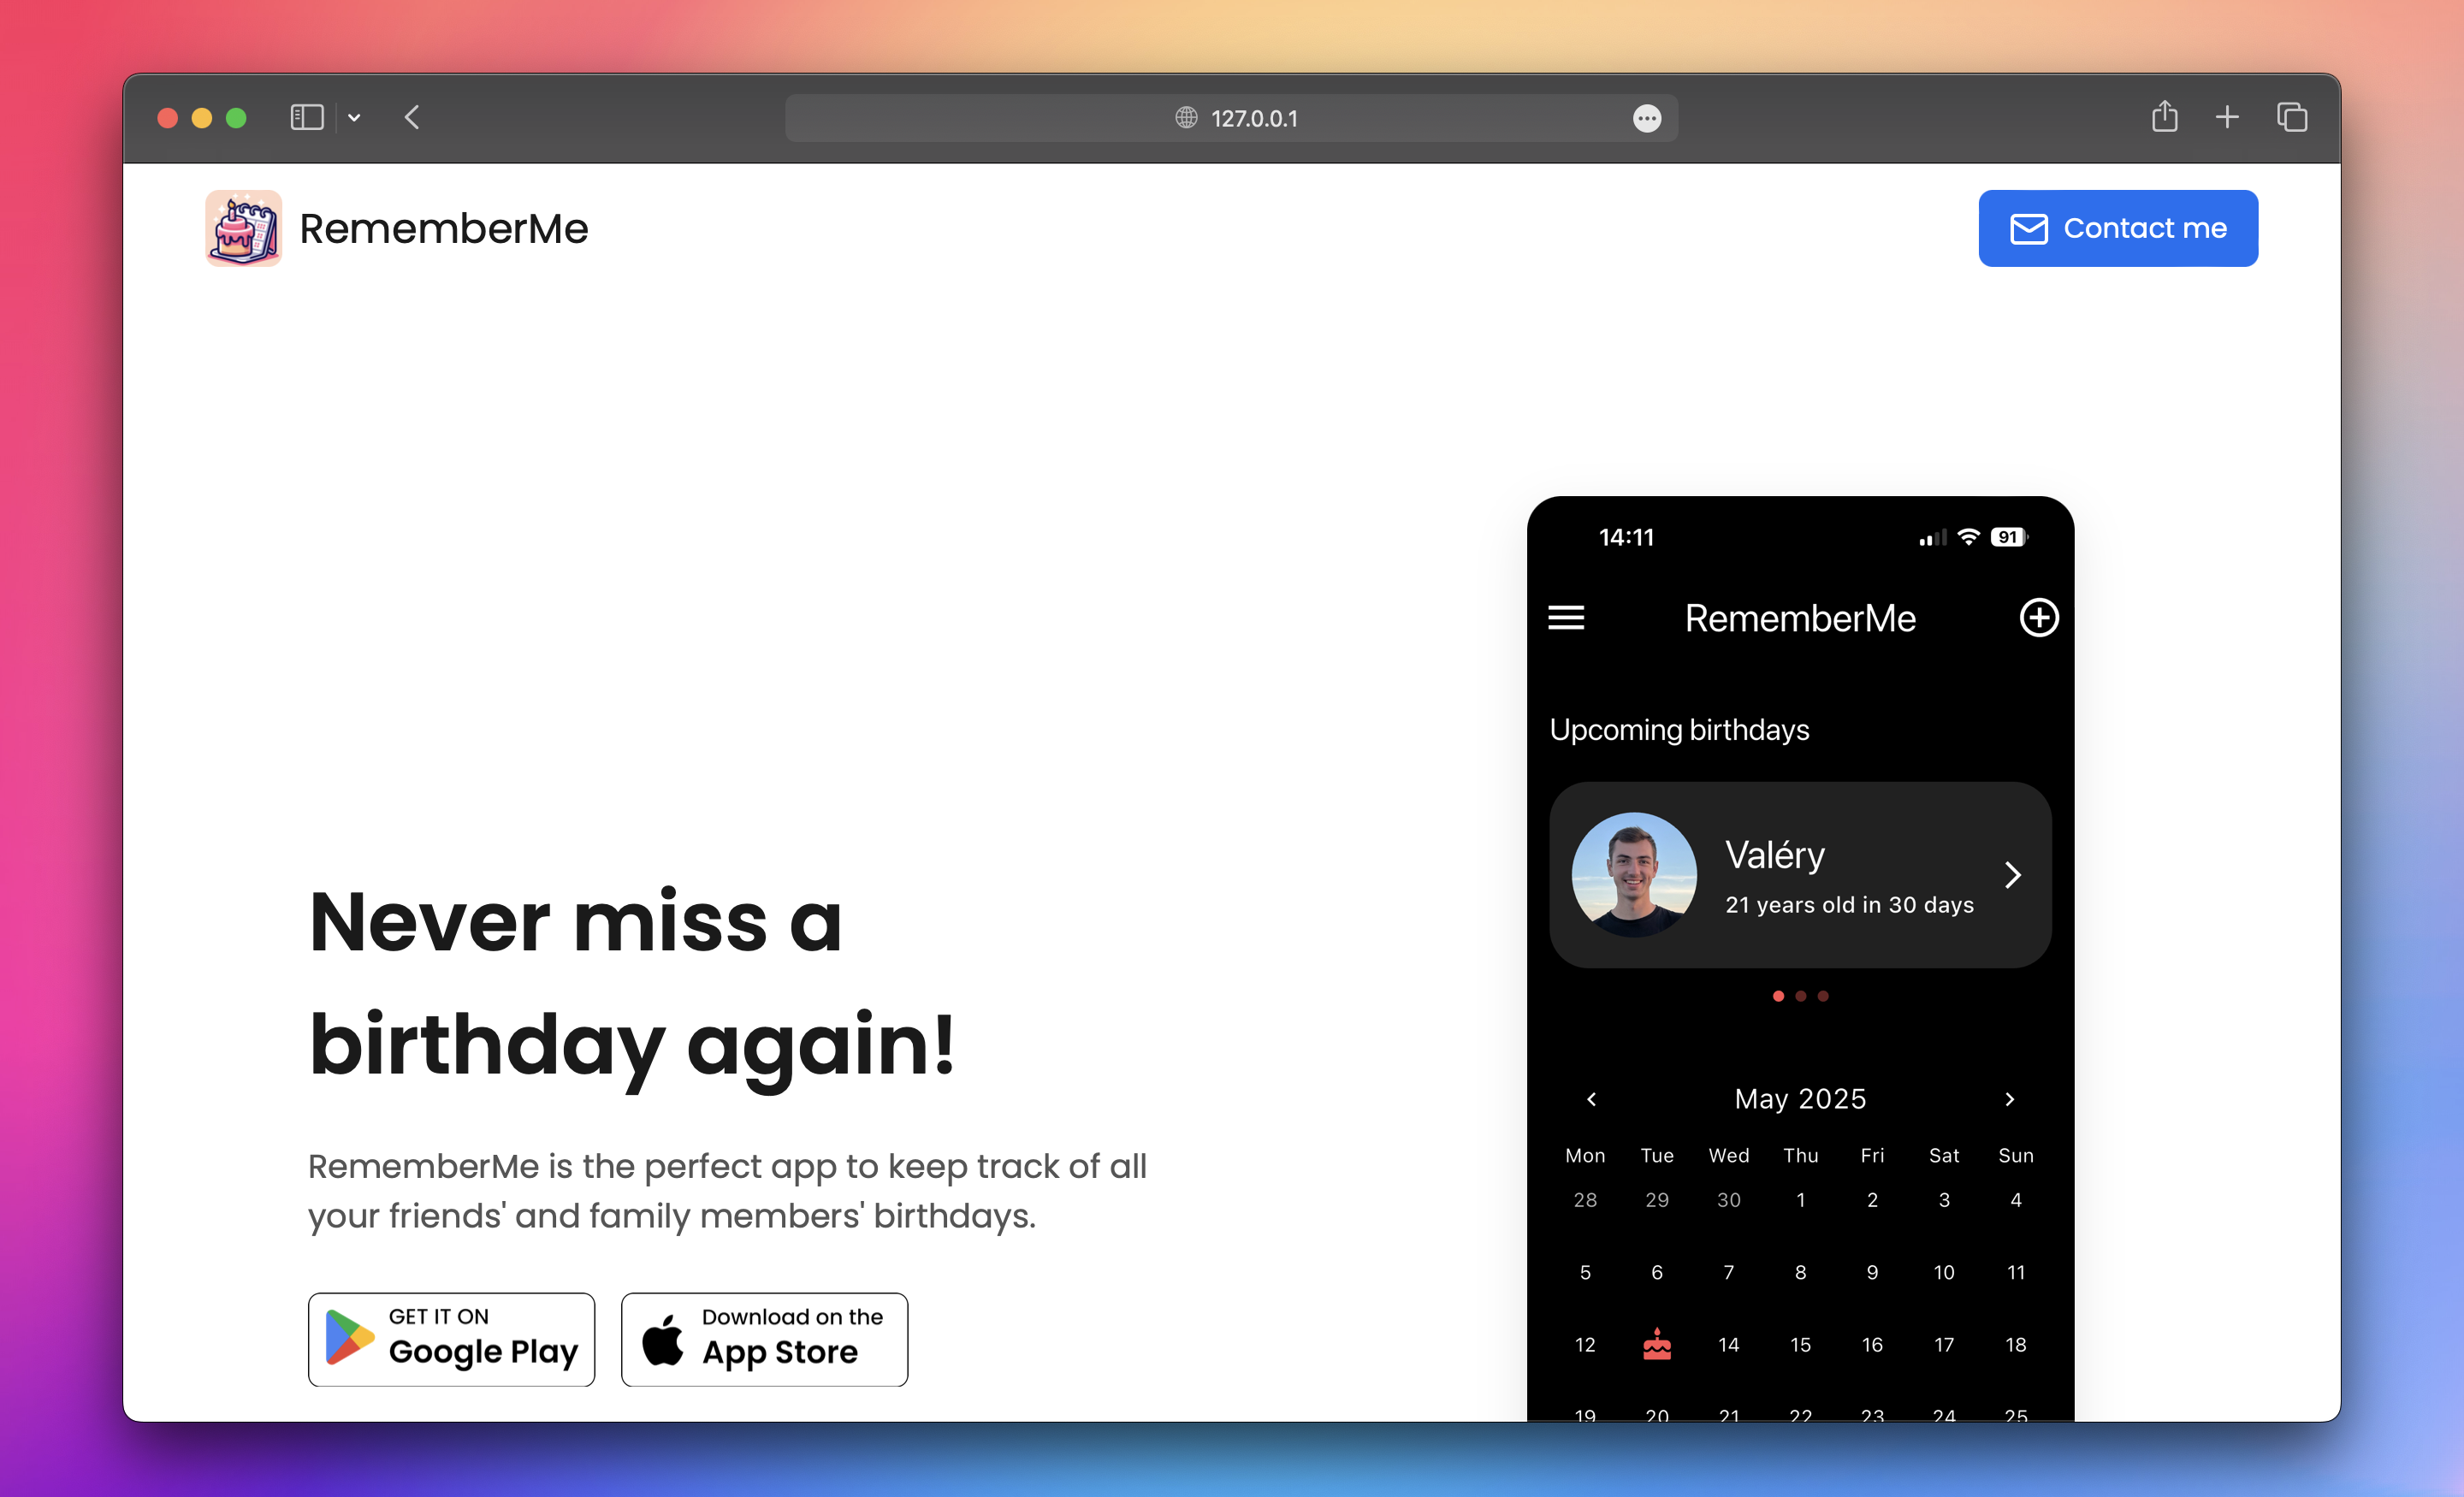 127.0.0.1
RememberMe
Contact me
Never miss a
birthday again!
RememberMe is the perfect app to keep track of all
your friends' and family members' birthdays.
GET IT ON
Google Play
Download on the
App Store
14:11
91
RememberMe
Upcoming birthdays
Valéry
21 years old in 30 days
May 2025
Mon Tue Wed Thu Fri Sat Sun
28 29 30 1 2 3 4
5 6 7 8 9 10 11
12 14 15 16 17 18
19 20 21 22 23 24 25